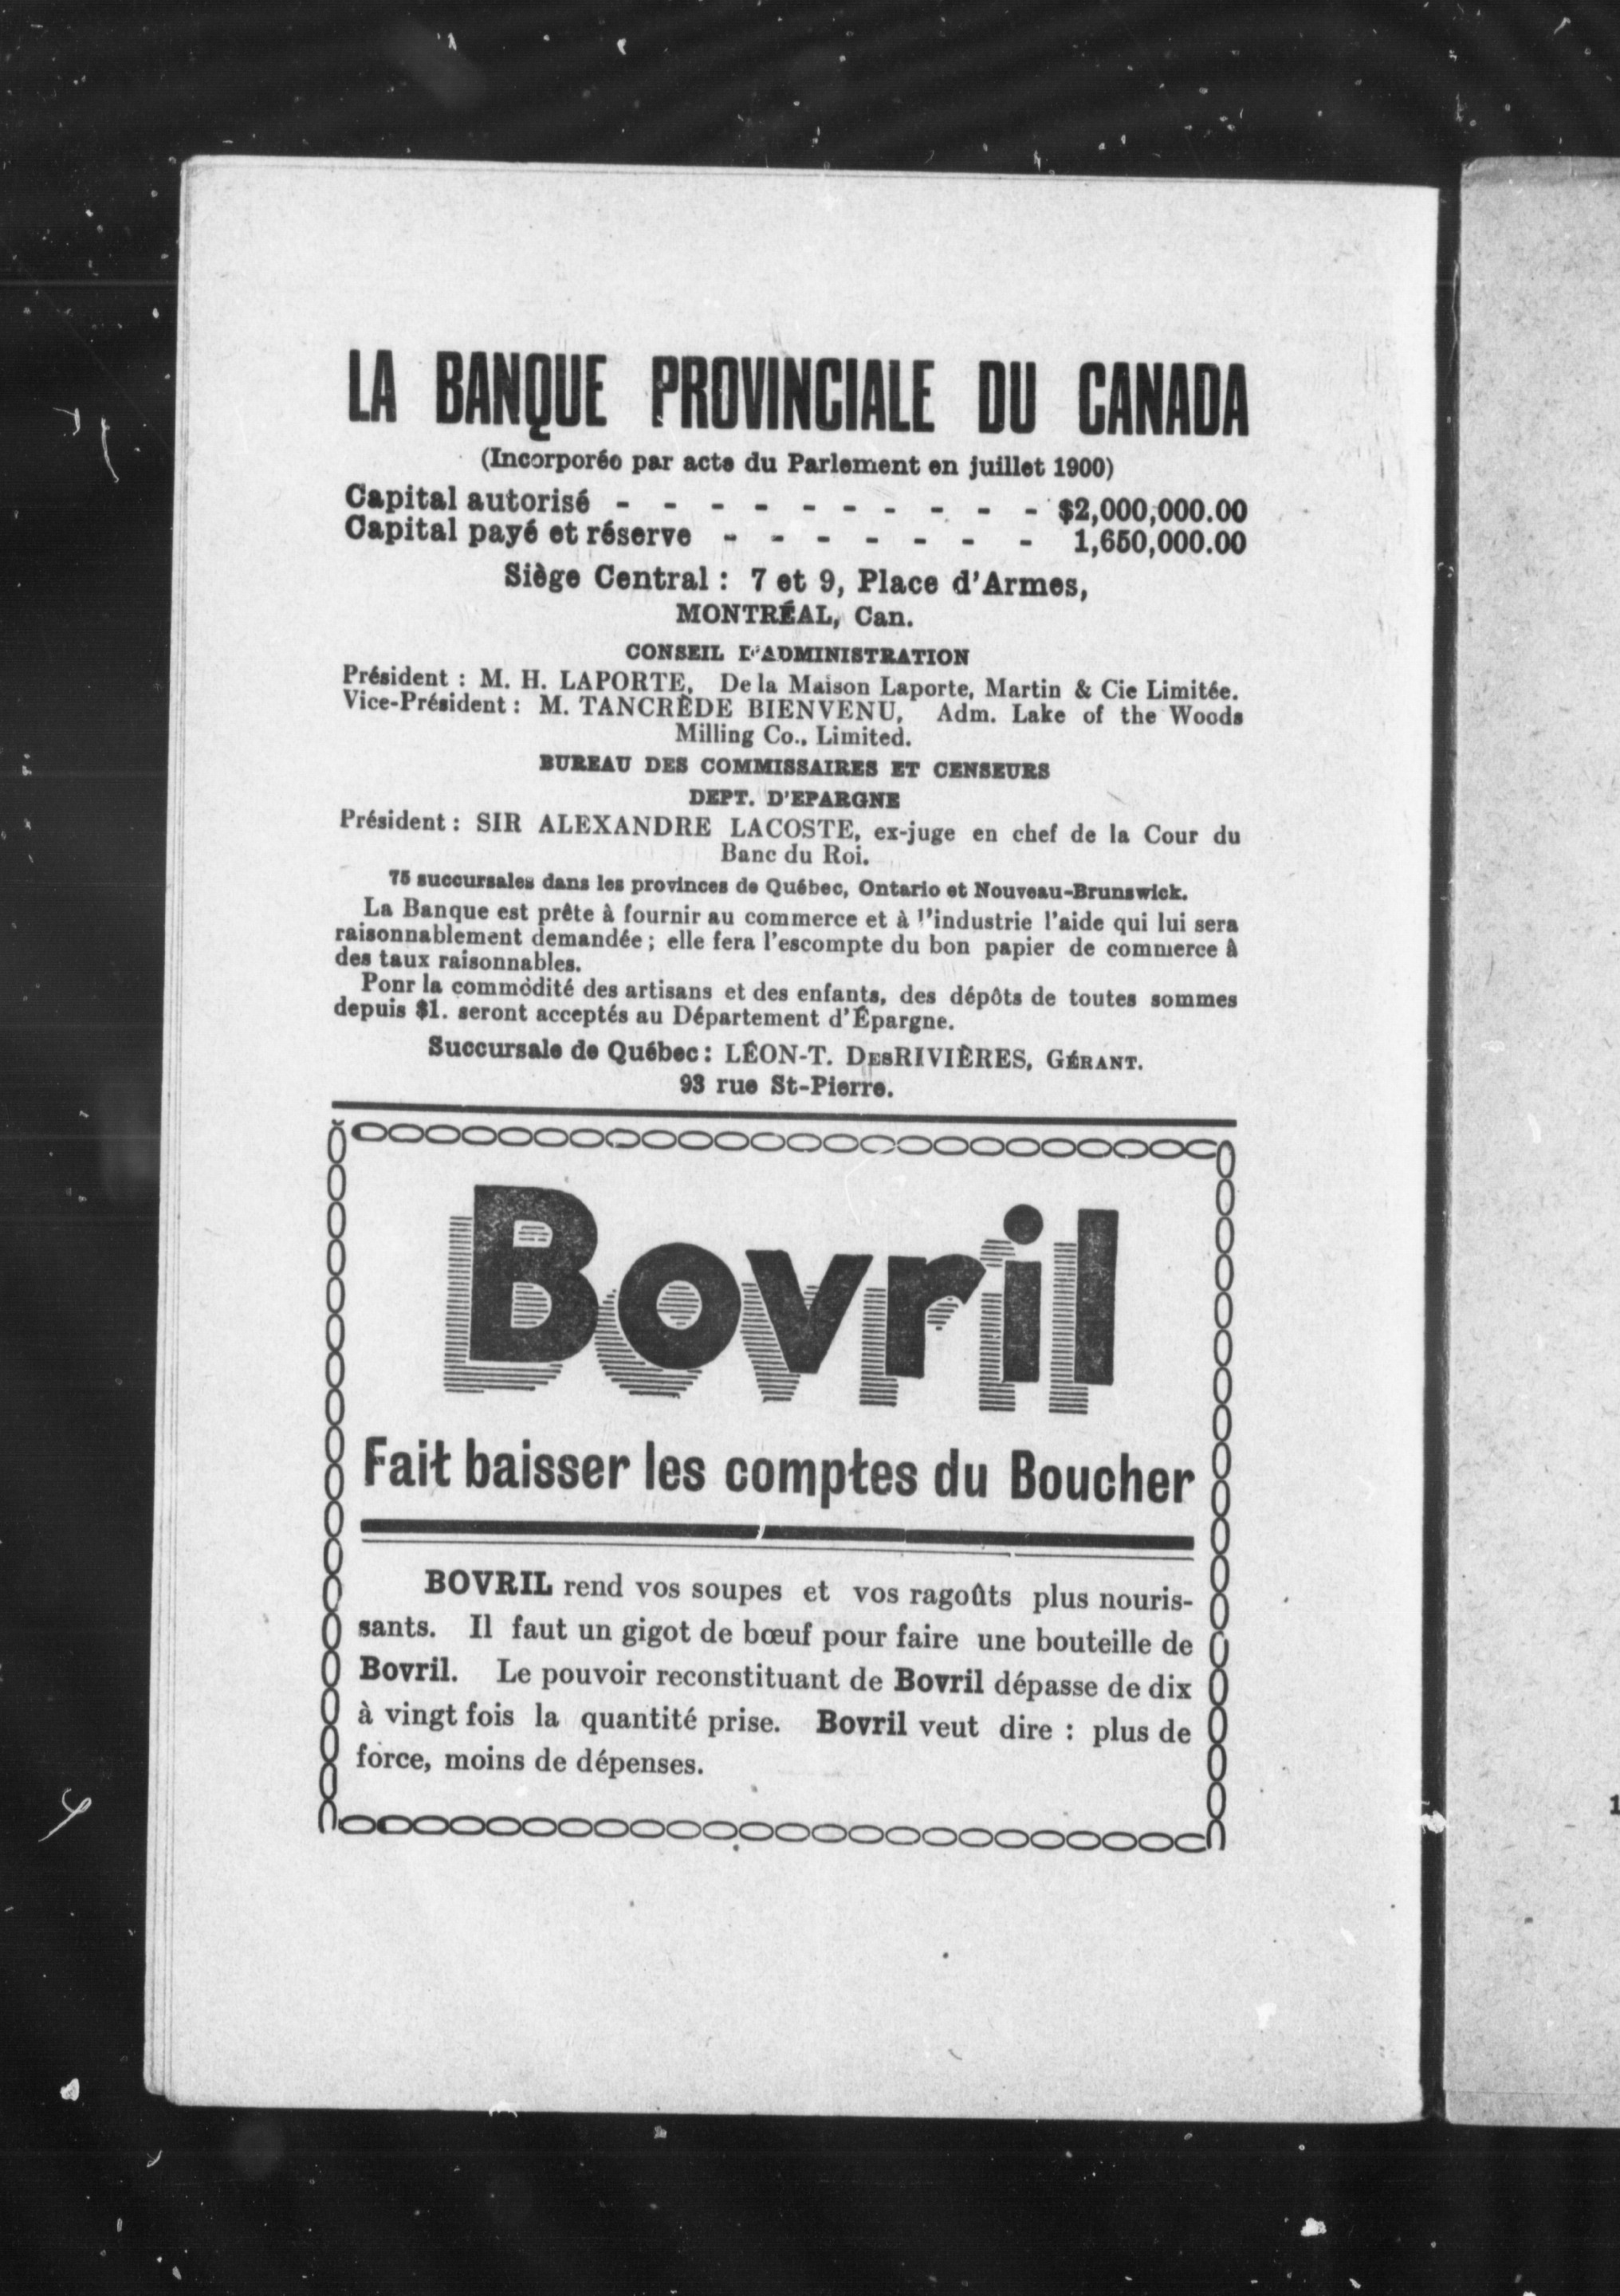 LA BANQUE PROVINCIALE DU CANADA
(Incorporée par acte du Parlement en juillet 1900)
Capital autorisé - - - - - - - - - - $2,000,000.00
Capital payé et réserve - - - - - - - 1,650,000.00
Siège Central : 7 et 9, Place d'Armes,
MONTRÉAL, Can.
CONSEIL D'ADMINISTRATION
Président : M. H. LAPORTE, De la Maison Laporte, Martin & Cie Limitée.
Vice-Président : M. TANCRÈDE BIENVENU, Adm. Lake of the Woods
Milling Co., Limited.
BUREAU DES COMMISSAIRES ET CENSEURS
DEPT. D'EPARGNE
Président : SIR ALEXANDRE LACOSTE, ex-juge en chef de la Cour du
Banc du Roi.
75 succursales dans les provinces de Québec, Ontario et Nouveau-Brunswick.
La Banque est prête à fournir au commerce et à l'industrie l'aide qui lui sera
raisonnablement demandée ; elle fera l'escompte du bon papier de commerce à
des taux raisonnables.
Ponr la commodité des artisans et des enfants, des dépôts de toutes sommes
depuis $1. seront acceptés au Département d'Épargne.
Succursale de Québec : LÉON-T. DESRIVIÈRES, GÉRANT.
93 rue St-Pierre.
Bovril
Fait baisser les comptes du Boucher
BOVRIL rend vos soupes et vos ragoûts plus nouris-
sants. Il faut un gigot de bœuf pour faire une bouteille de
Bovril. Le pouvoir reconstituant de Bovril dépasse de dix
à vingt fois la quantité prise. Bovril veut dire : plus de
force, moins de dépenses.